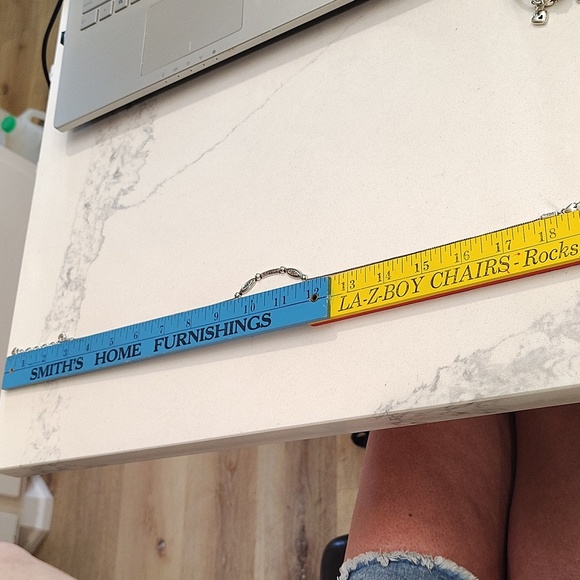 1 2 3 4 5 6 7 8 9 10 11 12 13 14 15 16 17 18
SMITH'S HOME FURNISHINGS LA-Z-BOY CHAIRS - Rocks